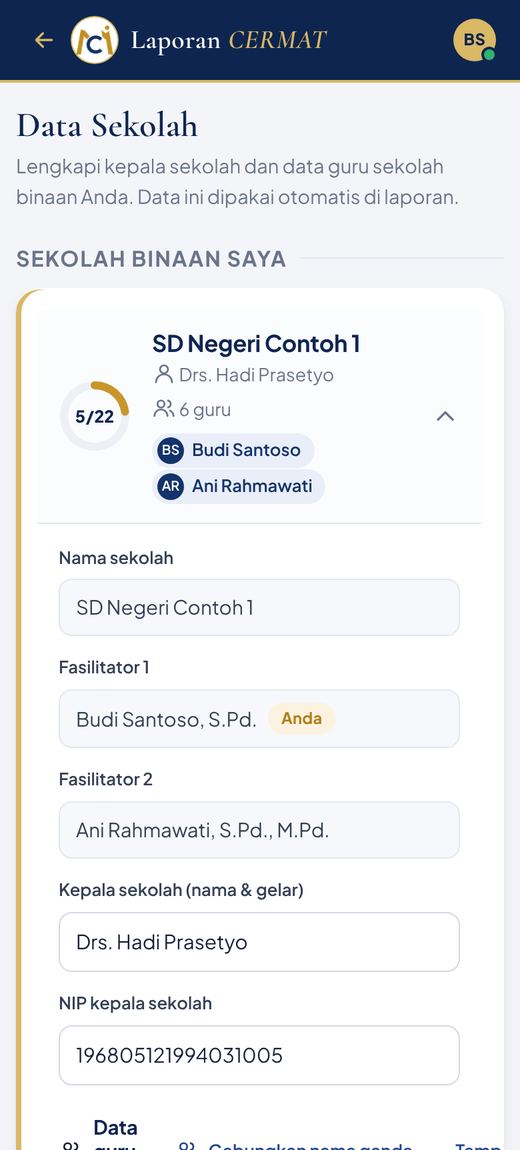 Laporan CERMAT
BS
Data Sekolah
Lengkapi kepala sekolah dan data guru sekolah
binaan Anda. Data ini dipakai otomatis di laporan.
SEKOLAH BINAAN SAYA
SD Negeri Contoh 1
Drs. Hadi Prasetyo
5/22
6 guru
BS Budi Santoso
AR Ani Rahmawati
Nama sekolah
SD Negeri Contoh 1
Fasilitator 1
Budi Santoso, S.Pd. Anda
Fasilitator 2
Ani Rahmawati, S.Pd., M.Pd.
Kepala sekolah (nama & gelar)
Drs. Hadi Prasetyo
NIP kepala sekolah
196805121994031005
Data